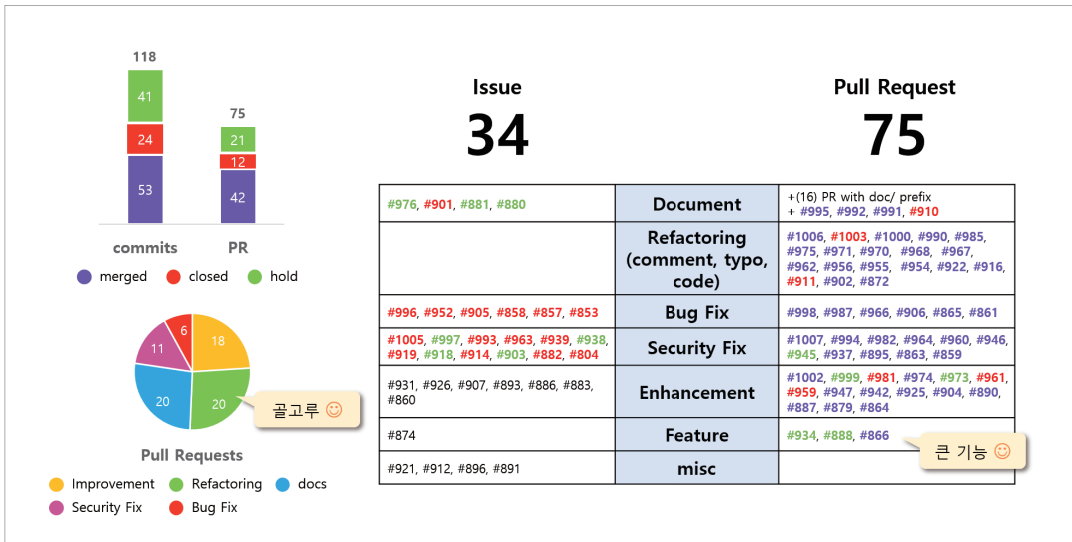 118
41
24
53
75
21
12
42
commits
PR
merged
closed
hold
18
20
20
11
6
골고루
Pull Requests
Improvement
Refactoring
docs
Security Fix
Bug Fix
Issue
34
Pull Request
75
#976, #901, #881, #880
Document
+(16) PR with doc/ prefix
+ #995, #992, #991, #910
Refactoring
(comment, typo,
code)
#1006, #1003, #1000, #990, #985,
#975, #971, #970, #968, #967,
#962, #956, #955, #954, #922, #916,
#911, #902, #872
#996, #952, #905, #858, #857, #853
Bug Fix
#998, #987, #966, #906, #865, #861
#1005, #997, #993, #963, #939, #938,
#919, #918, #914, #903, #882, #804
Security Fix
#1007, #994, #982, #964, #960, #946,
#945, #937, #895, #863, #859
#931, #926, #907, #893, #886, #883,
#860
Enhancement
#1002, #999, #981, #974, #973, #961,
#959, #947, #942, #925, #904, #890,
#887, #879, #864
#874
Feature
#934, #888, #866
큰 기능
#921, #912, #896, #891
misc